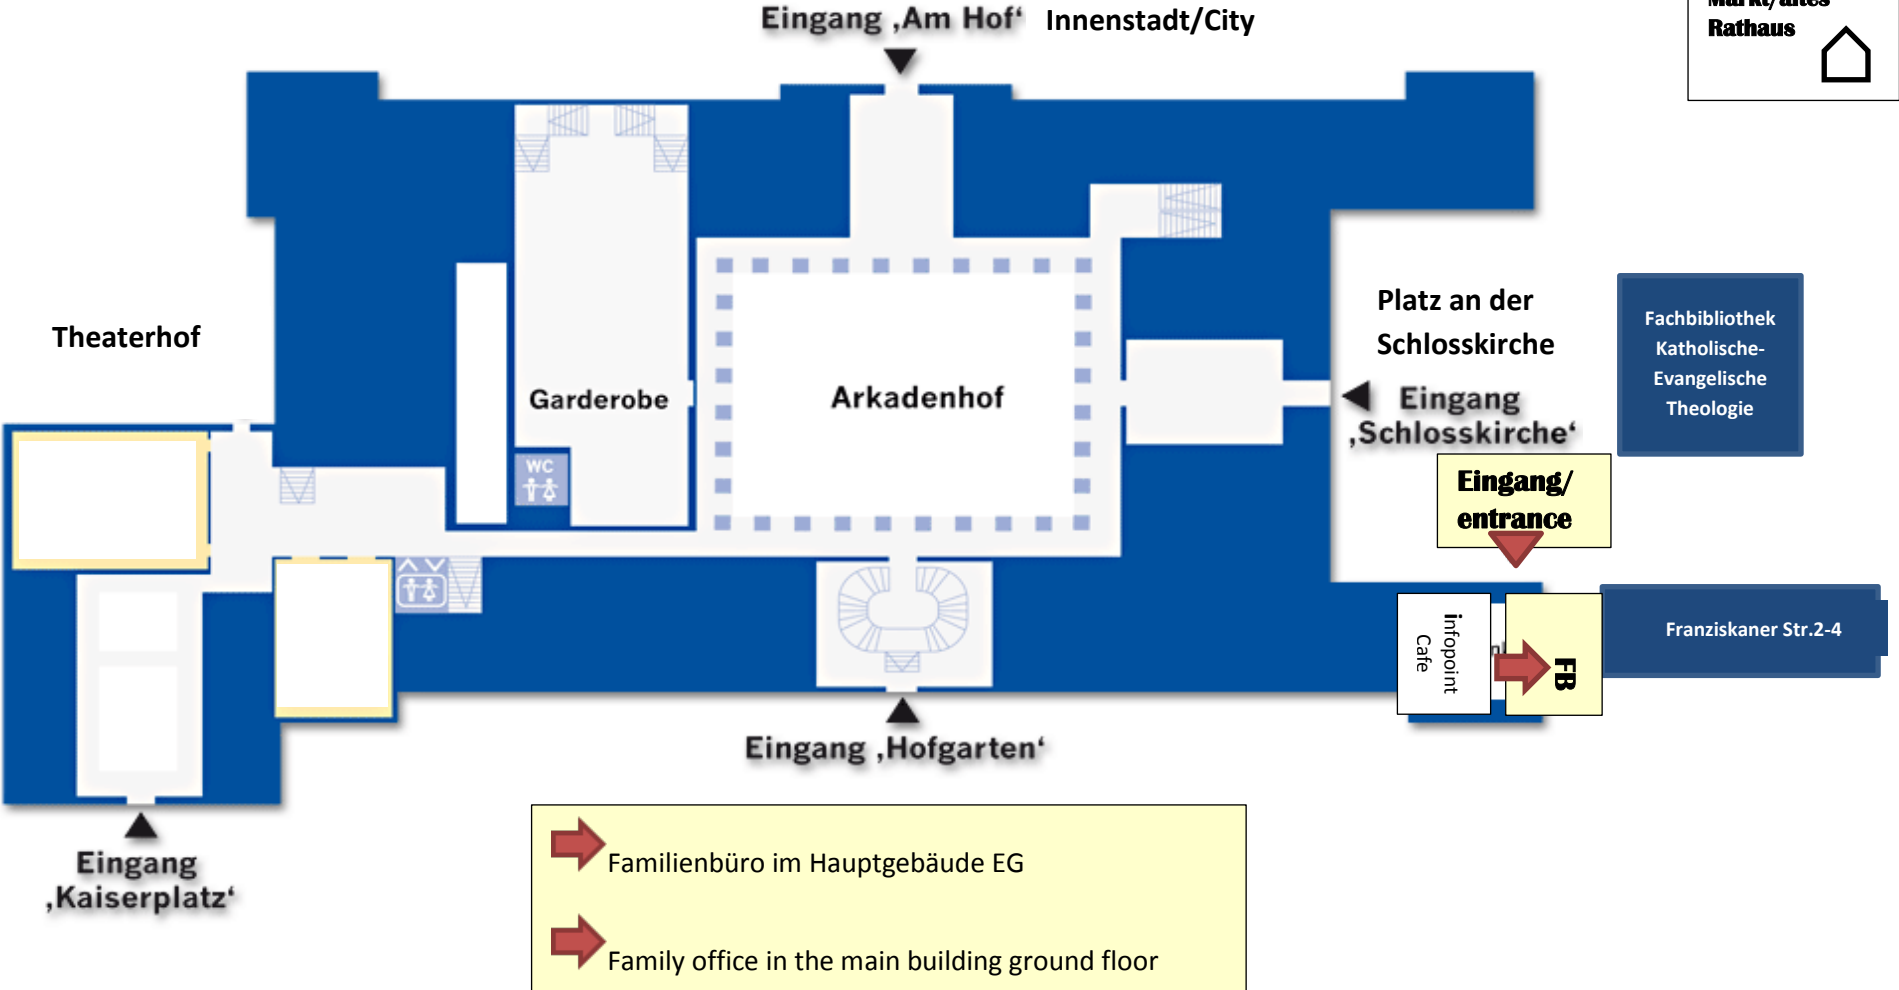 Eingang ‚Am Hof‘ Innenstadt/City
Markt/altes
Rathaus
Platz an der
Schlosskirche
Fachbibliothek
Katholische-
Evangelische
Theologie
Theaterhof
Garderobe
Arkadenhof
Eingang
‚Schlosskirche‘
WC
Eingang/
entrance
infopoint
Cafe
FB
Franziskaner Str.2-4
Eingang ‚Hofgarten‘
Eingang
‚Kaiserplatz‘
Familienbüro im Hauptgebäude EG
Family office in the main building ground floor